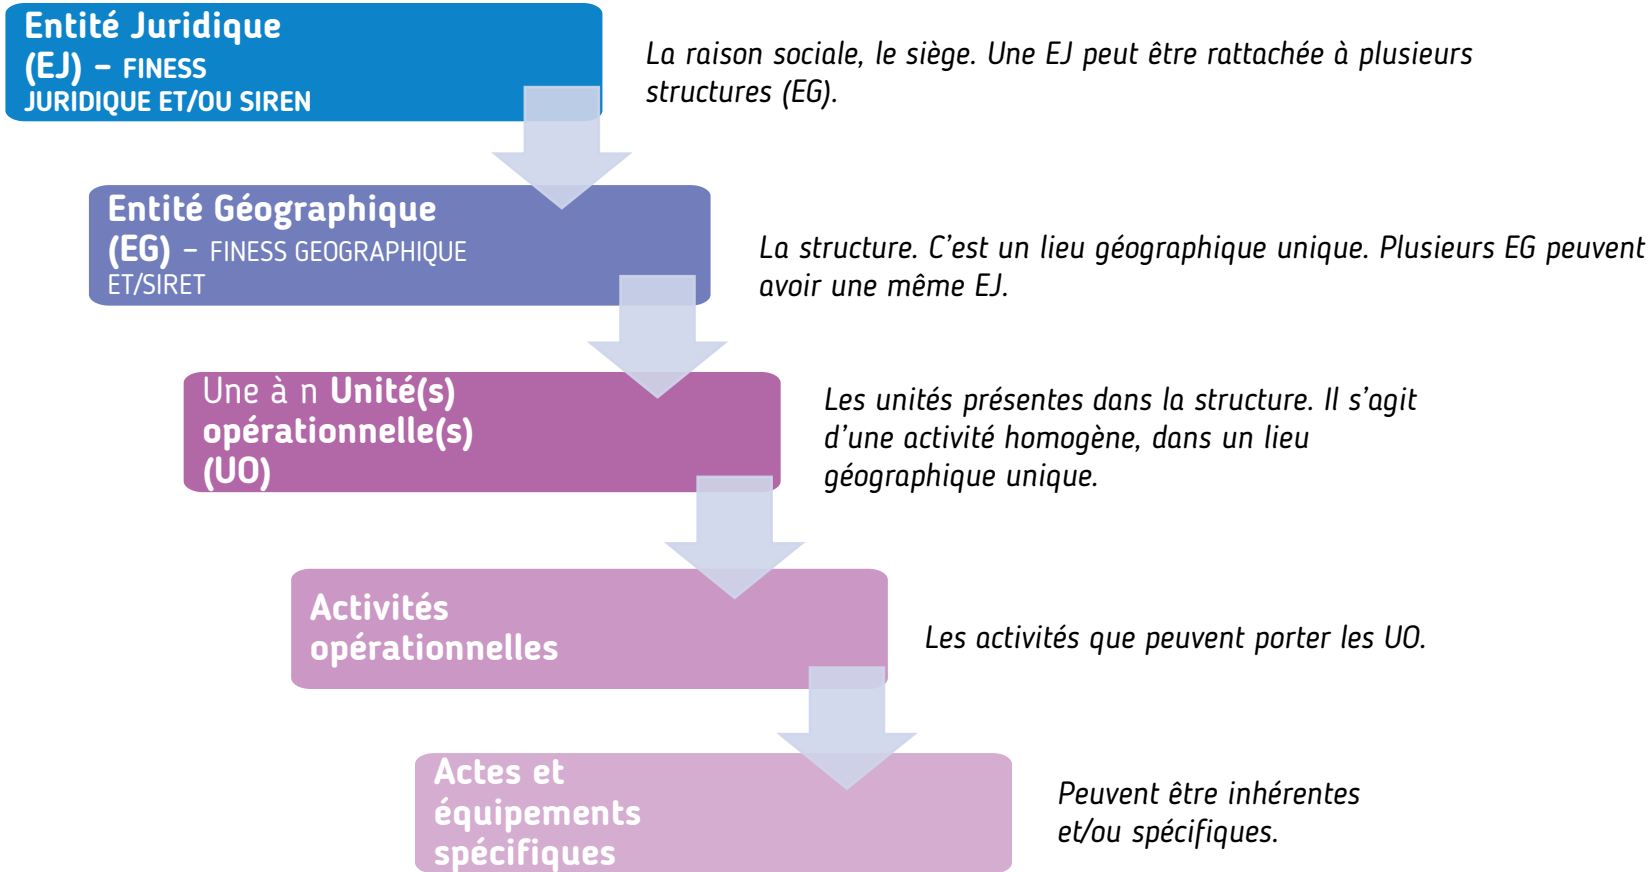 Entité Juridique
(EJ) – FINESS
JURIDIQUE ET/OU SIREN
La raison sociale, le siège. Une EJ peut être rattachée à plusieurs
structures (EG).
Entité Géographique
(EG) – FINESS GEOGRAPHIQUE
ET/SIRET
La structure. C’est un lieu géographique unique. Plusieurs EG peuvent
avoir une même EJ.
Une à n Unité(s)
opérationnelle(s)
(UO)
Les unités présentes dans la structure. Il s’agit
d’une activité homogène, dans un lieu
géographique unique.
Activités
opérationnelles
Les activités que peuvent porter les UO.
Actes et
équipements
spécifiques
Peuvent être inhérentes
et/ou spécifiques.